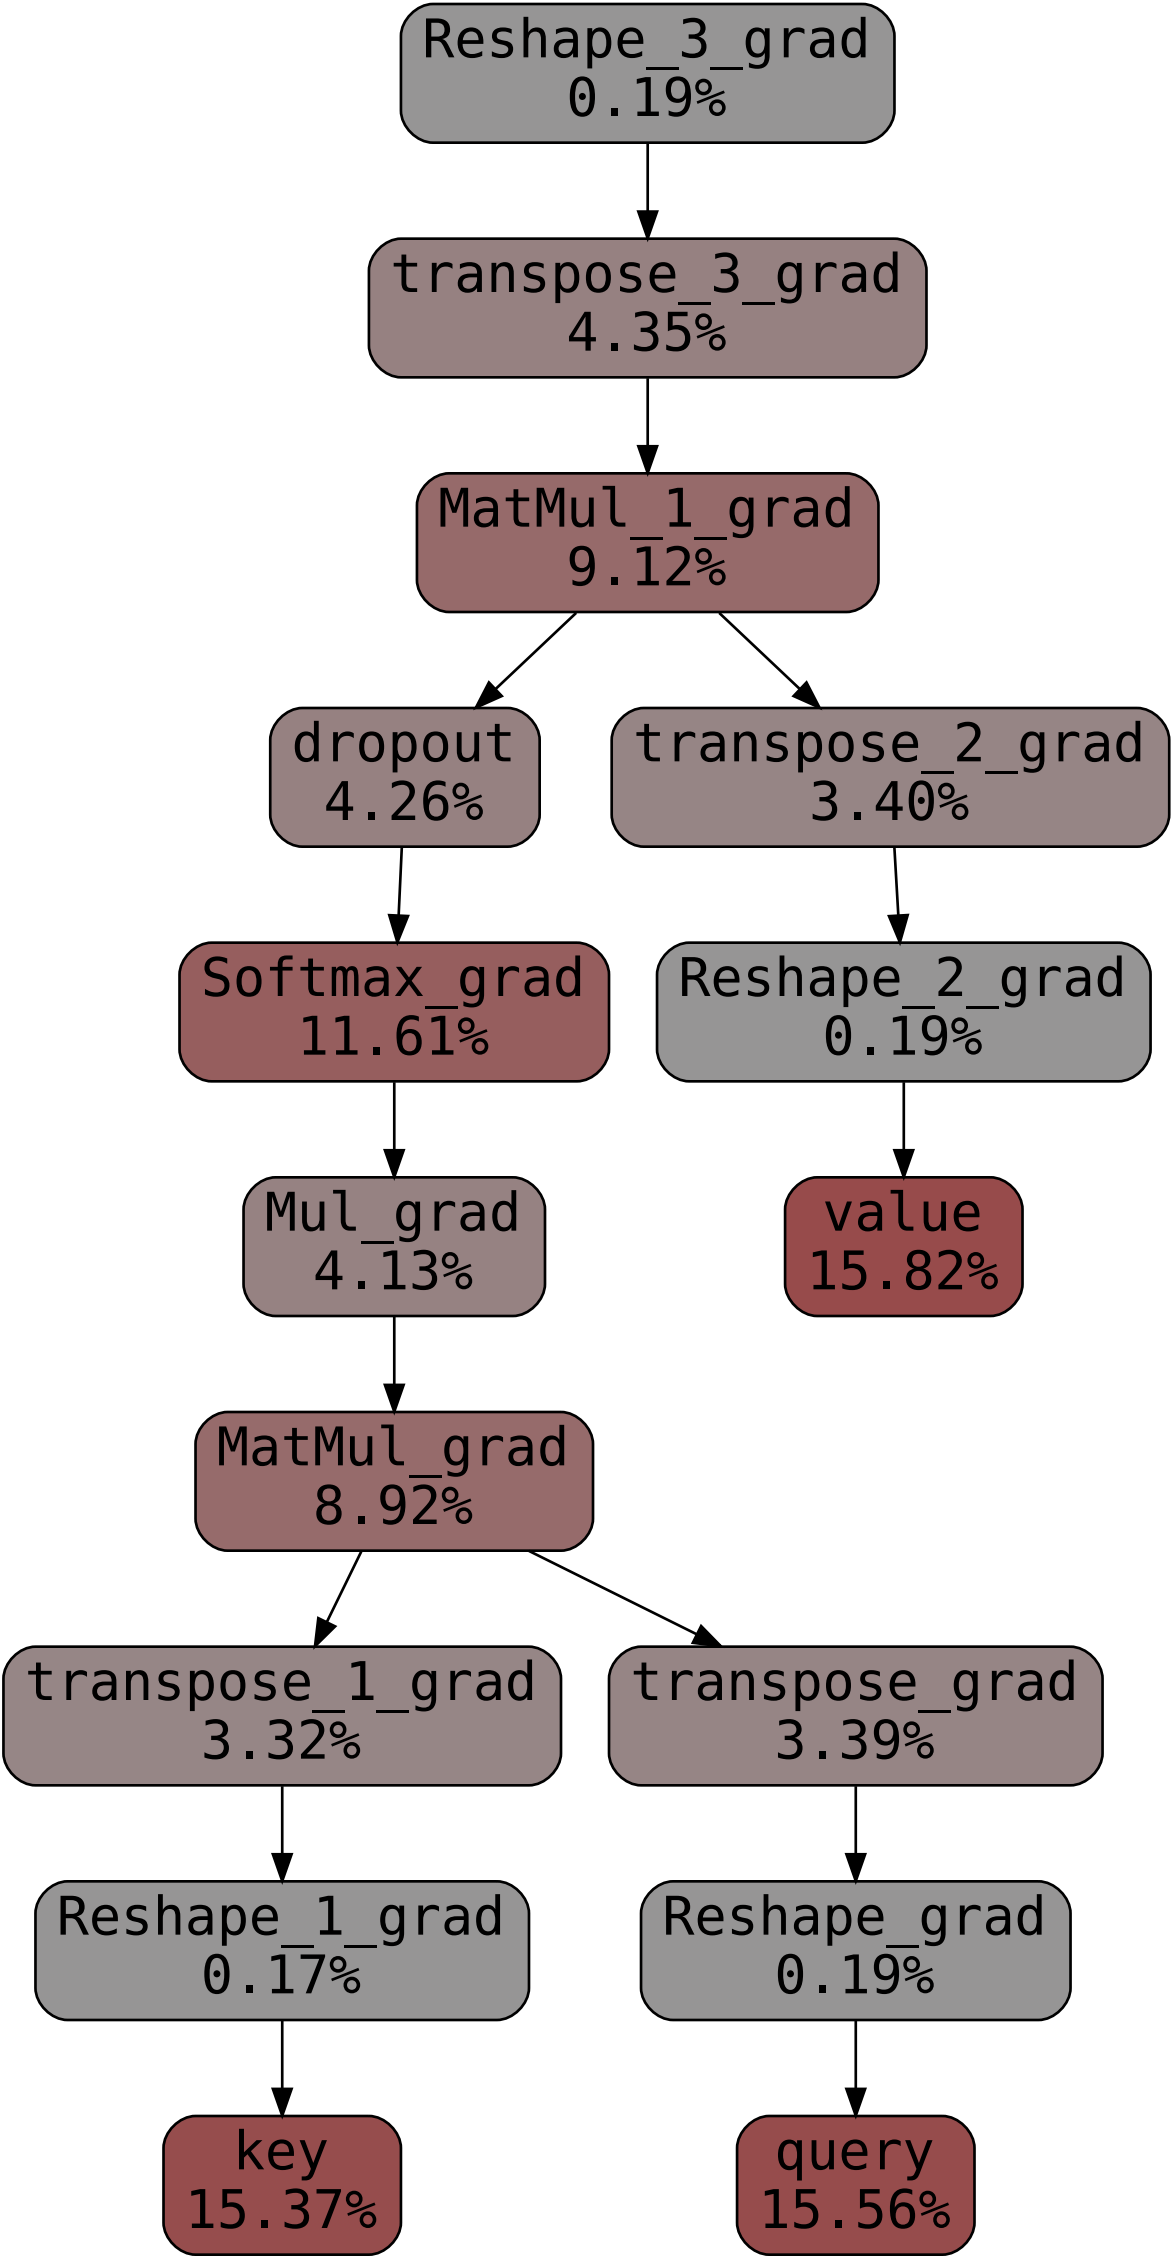 Reshape_3_grad
0.19%
transpose_3_grad
4.35%
MatMul_1_grad
9.12%
dropout
4.26%
transpose_2_grad
3.40%
Softmax_grad
11.61%
Reshape_2_grad
0.19%
Mul_grad
4.13%
value
15.82%
MatMul_grad
8.92%
transpose_1_grad
3.32%
transpose_grad
3.39%
Reshape_1_grad
0.17%
Reshape_grad
0.19%
key
15.37%
query
15.56%